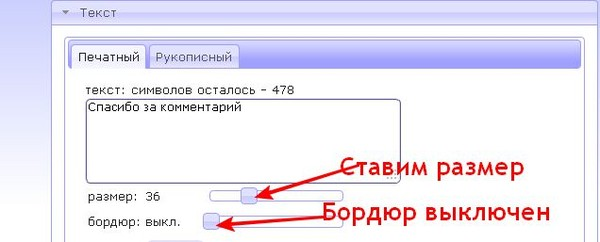 Текст
Печатный Рукописный
текст: символов осталось - 478
Спасибо за комментарий
Ставим размер
размер: 36
Бордюр выключен
бордюр: выкл.